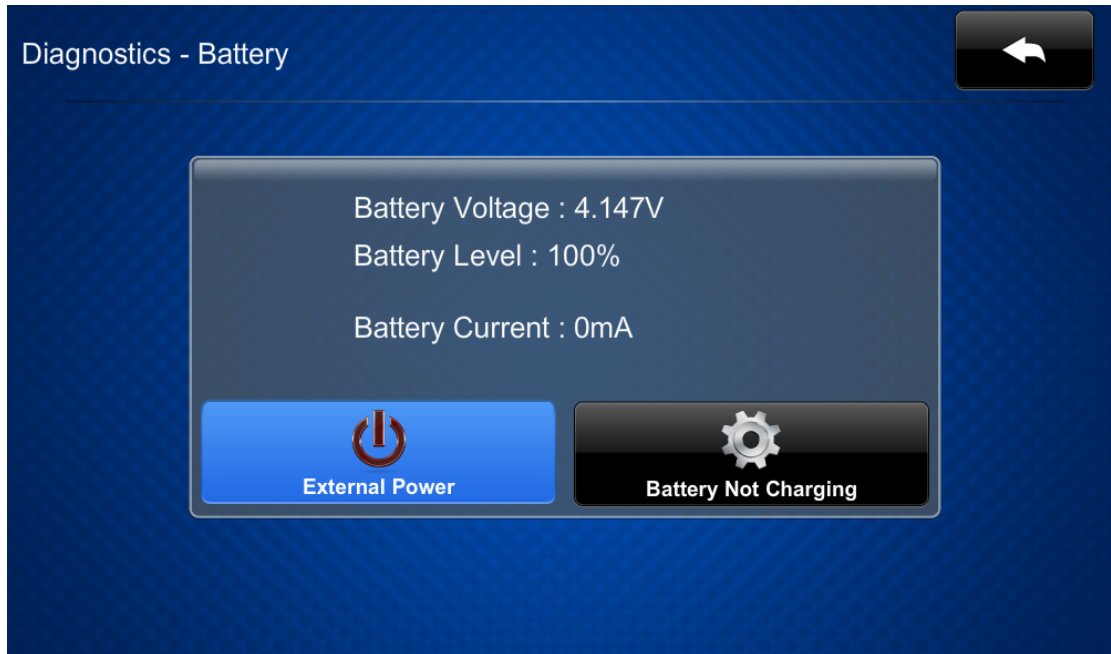 Diagnostics - Battery
Battery Voltage : 4.147V
Battery Level : 100%
Battery Current : 0mA
External Power
Battery Not Charging